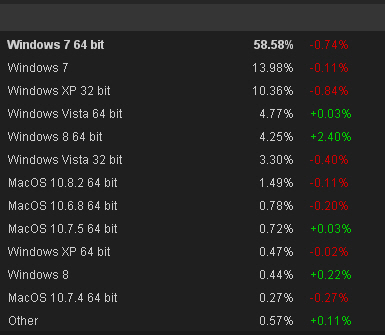 Windows 7 64 bit 58.58% -0.74%
Windows 7 13.98% -0.11%
Windows XP 32 bit 10.36% -0.84%
Windows Vista 64 bit 4.77% +0.03%
Windows 8 64 bit 4.25% +2.40%
Windows Vista 32 bit 3.30% -0.40%
MacOS 10.8.2 64 bit 1.49% -0.11%
MacOS 10.6.8 64 bit 0.78% -0.20%
MacOS 10.7.5 64 bit 0.72% +0.03%
Windows XP 64 bit 0.47% -0.02%
Windows 8 0.44% +0.22%
MacOS 10.7.4 64 bit 0.27% -0.27%
Other 0.57% +0.11%